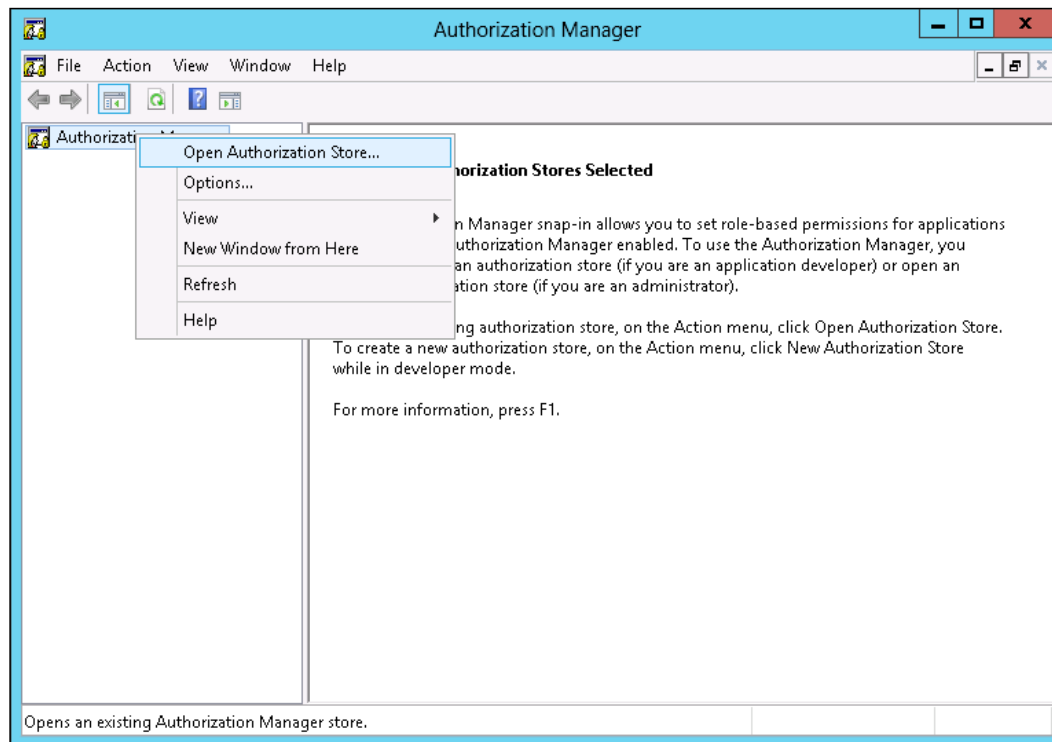 Authorization Manager
File Action View Window Help
Authorizati
Open Authorization Store...
Options...
View
New Window from Here
Refresh
Help
horization Stores Selected
n Manager snap-in allows you to set role-based permissions for applications
uthorization Manager enabled. To use the Authorization Manager, you
an authorization store (if you are an application developer) or open an
ation store (if you are an administrator).
ng authorization store, on the Action menu, click Open Authorization Store.
To create a new authorization store, on the Action menu, click New Authorization Store
while in developer mode.
For more information, press F1.
Opens an existing Authorization Manager store.